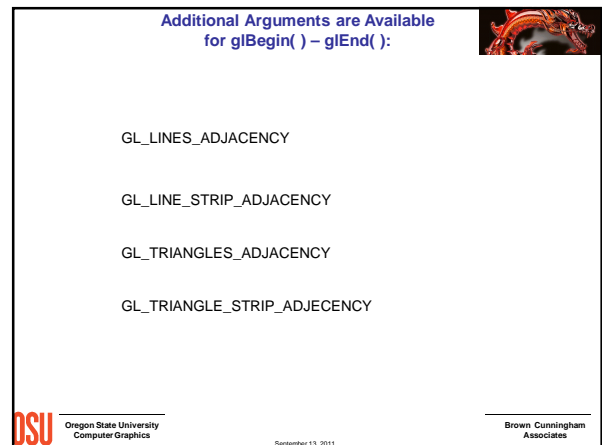 Additional Arguments are Available
for glBegin( ) – glEnd( ):
GL_LINES_ADJACENCY
GL_LINE_STRIP_ADJACENCY
GL_TRIANGLES_ADJACENCY
GL_TRIANGLE_STRIP_ADJECENCY
OSU
Oregon State University
Computer Graphics
September 13, 2011
Brown Cunningham
Associates